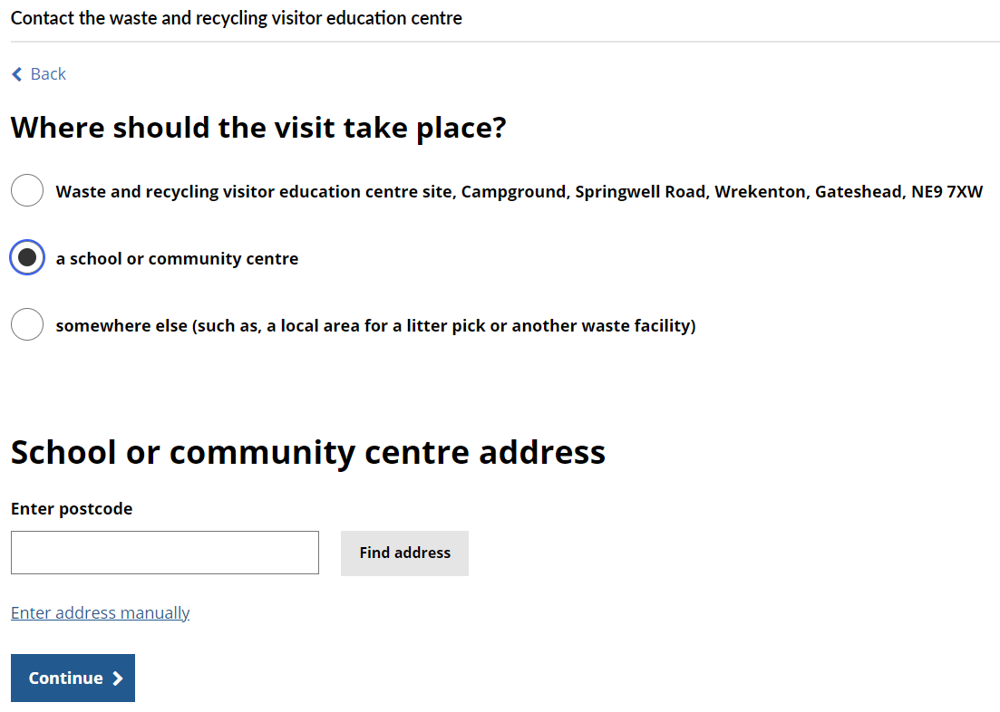 Contact the waste and recycling visitor education centre
Back
Where should the visit take place?
Waste and recycling visitor education centre site, Campground, Springwell Road, Wrekenton, Gateshead, NE9 7XW
a school or community centre
somewhere else (such as, a local area for a litter pick or another waste facility)
School or community centre address
Enter postcode
Find address
Enter address manually
Continue